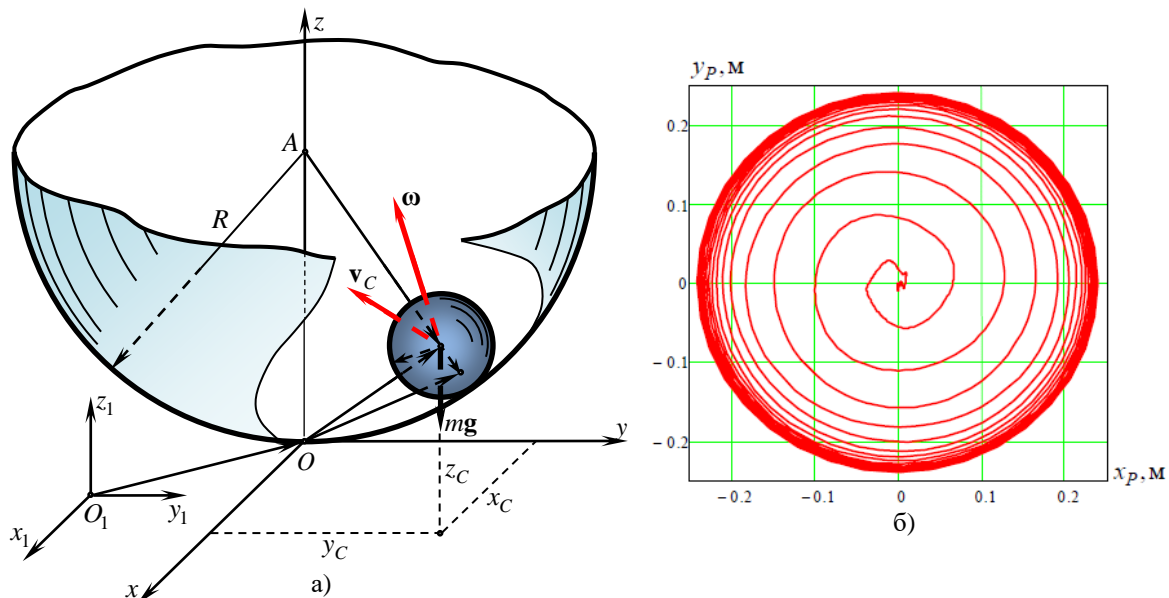 z
A
R
ω
v_C
mg
z_1
O
y
z_C
x_C
O_1
y_1
x_1
y_C
x
а)
y_P, м
0.2
0.1
0
− 0.1
− 0.2
− 0.2
− 0.1
0
0.1
0.2
x_P, м
б)